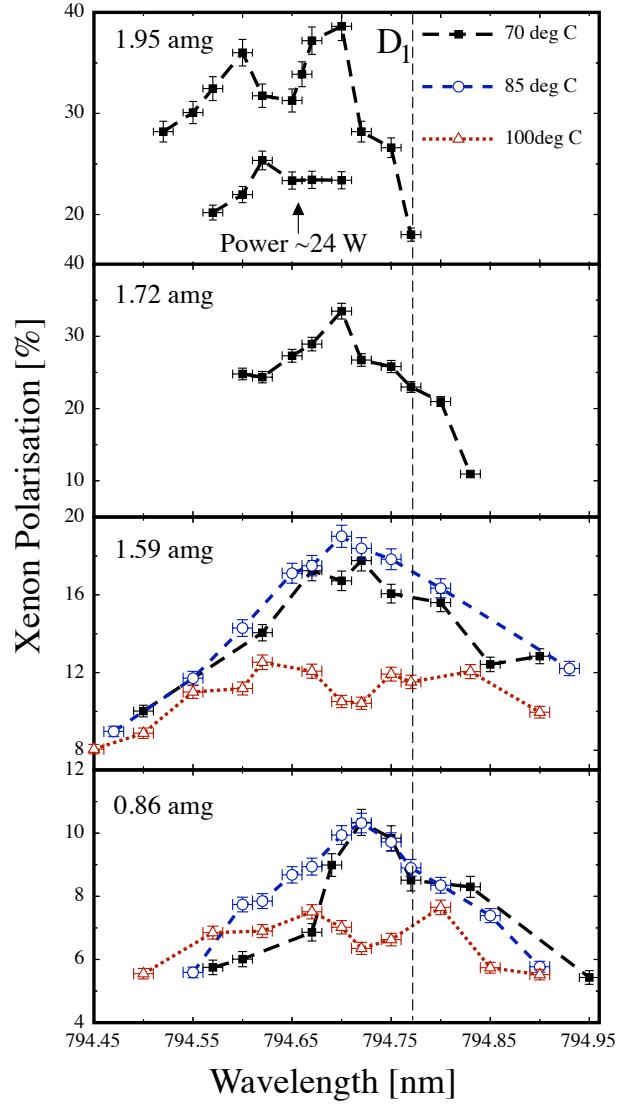 40
1.95 amg
D1
70 deg C
85 deg C
100deg C
30
20
Power ~24 W
40
1.72 amg
30
20
10
20
1.59 amg
16
12
8
12
0.86 amg
10
8
6
4
794.45 794.55 794.65 794.75 794.85 794.95
Wavelength [nm]
Xenon Polarisation [%]